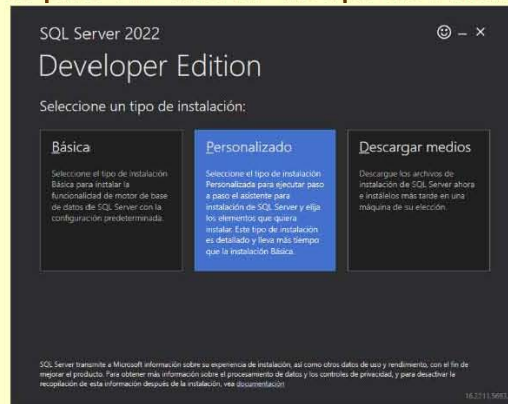 SQL Server 2022
Developer Edition
Seleccione un tipo de instalación:
Básica
Seleccione el tipo de instalación
Básica para instalar la
funcionalidad de motor de base
de datos de SQL Server con la
configuración predeterminada.
Personalizado
Seleccione el tipo de instalación
Personalizada para ejecutar paso
a paso el asistente para
instalación de SQL Server y elija
los elementos que quiera
instalar. Este tipo de instalación
es detallado y lleva más tiempo
que la instalación Básica.
Descargar medios
Descargue los archivos de
instalación de SQL Server ahora
e instálelos más tarde en una
máquina de su elección.
SQL Server transmite a Microsoft información sobre su experiencia de instalación, así como otros datos de uso y rendimiento, con el fin de
mejorar el producto. Para obtener más información sobre el procesamiento de datos y los controles de privacidad, y para desactivar la
recopilación de esta información después de la instalación, vea documentación